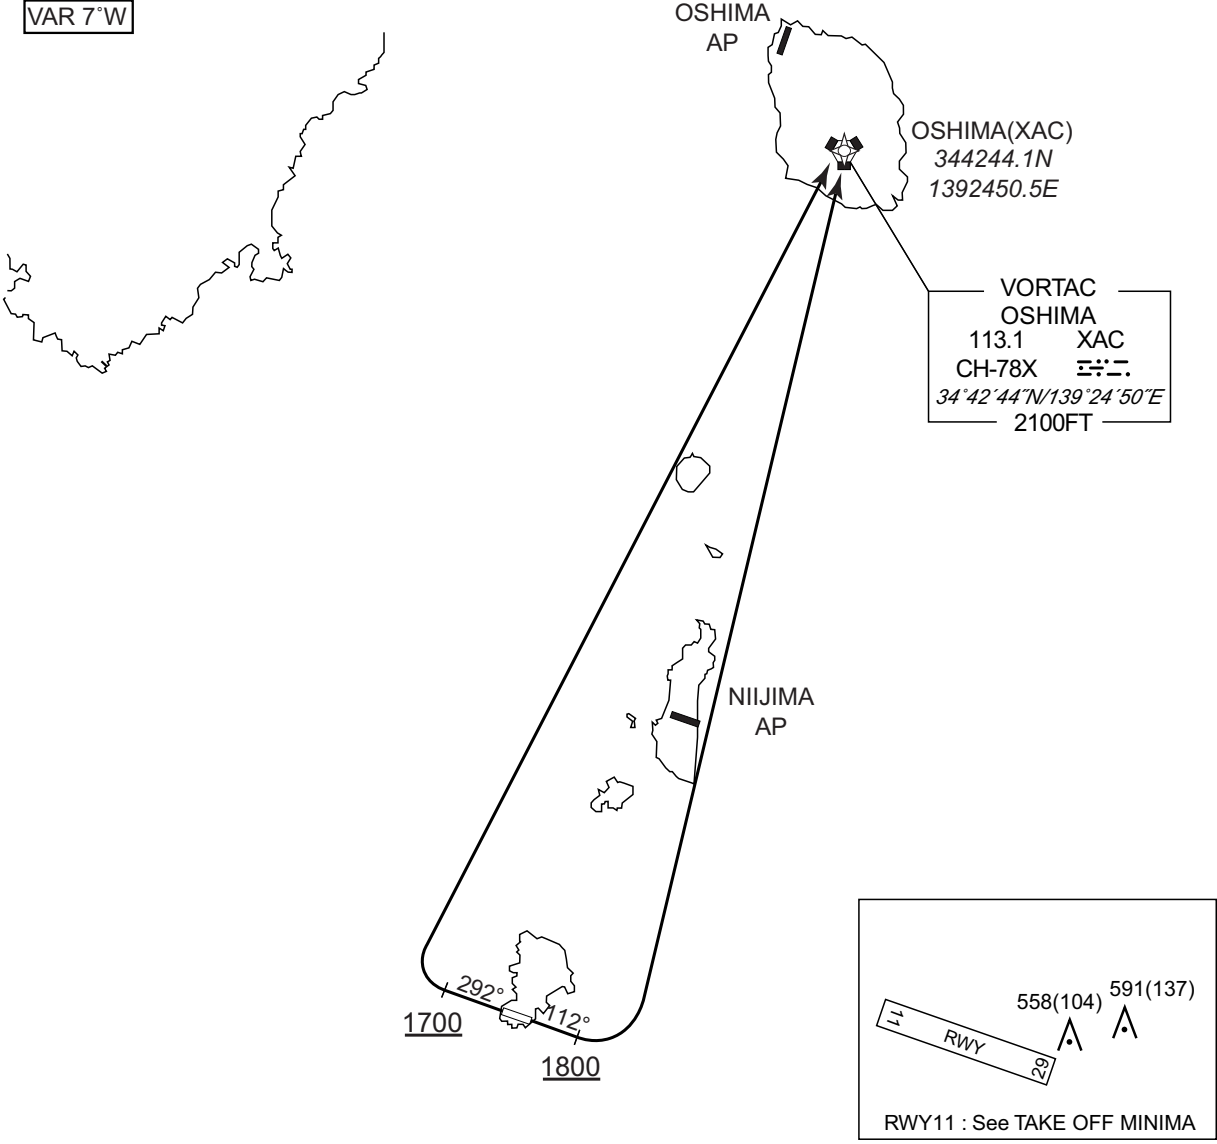 VAR 7°W
OSHIMA
AP
OSHIMA(XAC)
344244.1N
1392450.5E
VORTAC
OSHIMA
113.1 XAC
CH-78X
34°42´44˝N/139°24´50˝E
2100FT
NIIJIMA
AP
292°
112°
1700
1800
558(104)
591(137)
11
RWY
29
RWY11 : See TAKE OFF MINIMA